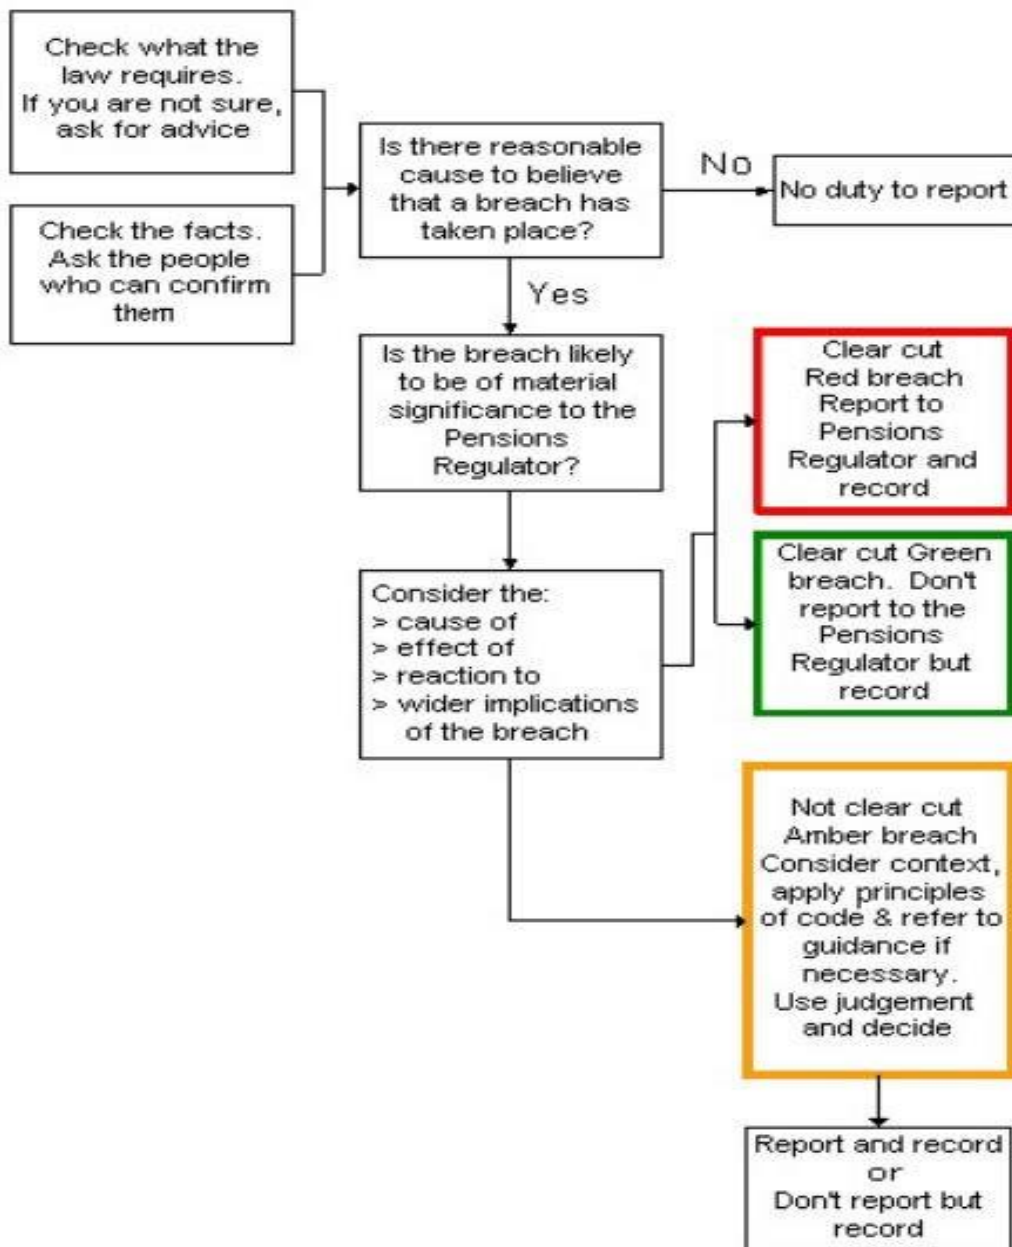 Check what the
law requires.
If you are not sure,
ask for advice
Check the facts.
Ask the people
who can confirm
them
Is there reasonable
cause to believe
that a breach has
taken place?
No
No duty to report
Yes
Is the breach likely
to be of material
significance to the
Pensions
Regulator?
Consider the:
> cause of
> effect of
> reaction to
> wider implications
of the breach
Clear cut
Red breach
Report to
Pensions
Regulator and
record
Clear cut Green
breach. Don't
report to the
Pensions
Regulator but
record
Not clear cut
Amber breach
Consider context,
apply principles
of code & refer to
guidance if
necessary.
Use judgement
and decide
Report and record
or
Don't report but
record